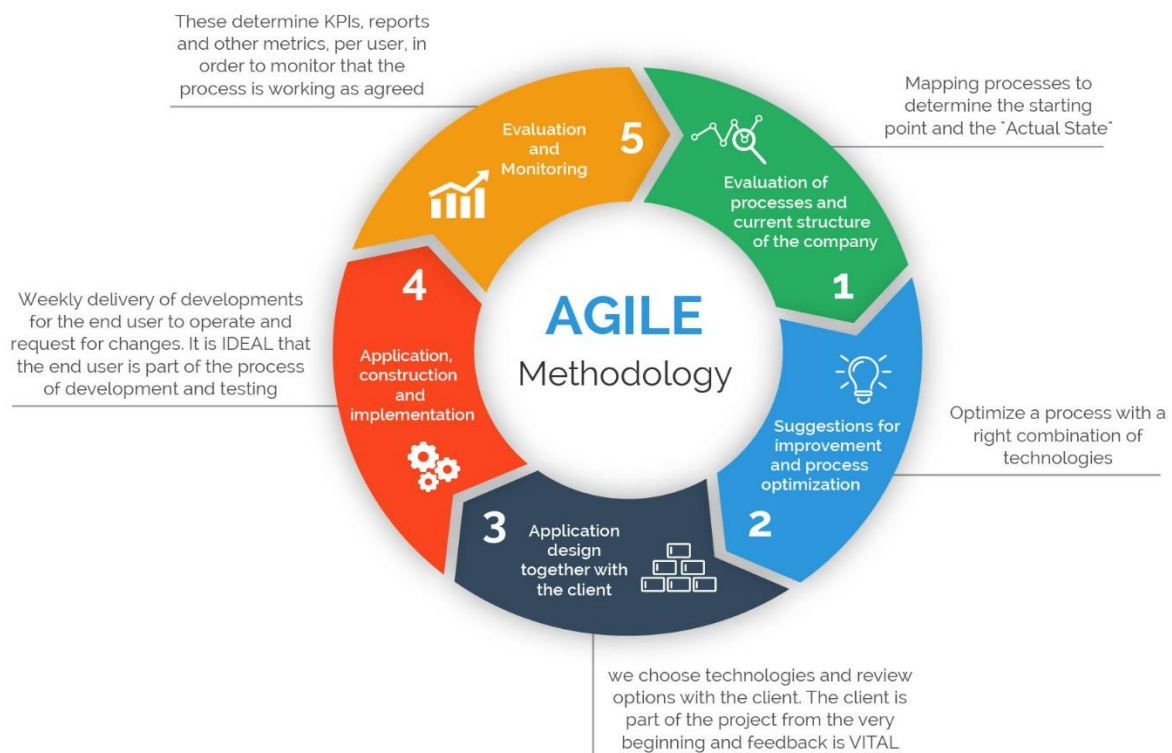 These determine KPIs, reports
and other metrics, per user, in
order to monitor that the
process is working as agreed
Evaluation
and
Monitoring
5
Mapping processes to
determine the starting
point and the "Actual State"
Evaluation of
processes and
current structure
of the company
1
Weekly delivery of developments
for the end user to operate and
request for changes. It is IDEAL that
the end user is part of the process
of development and testing
4
Application,
construction
and
implementation
AGILE
Methodology
Suggestions for
improvement
and process
optimization
2
Optimize a process with a
right combination of
technologies
3
Application
design
together with
the client
we choose technologies and review
options with the client. The client is
part of the project from the very
beginning and feedback is VITAL